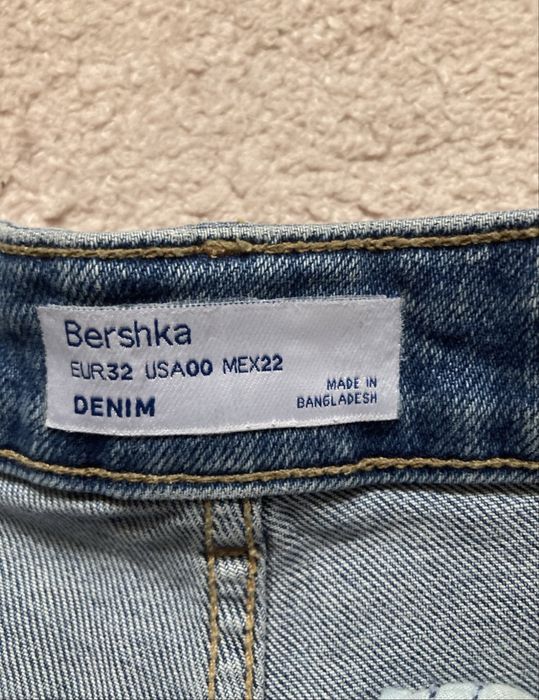 Bershka
EUR32 USA00 MEX22
DENIM
MADE IN
BANGLADESH